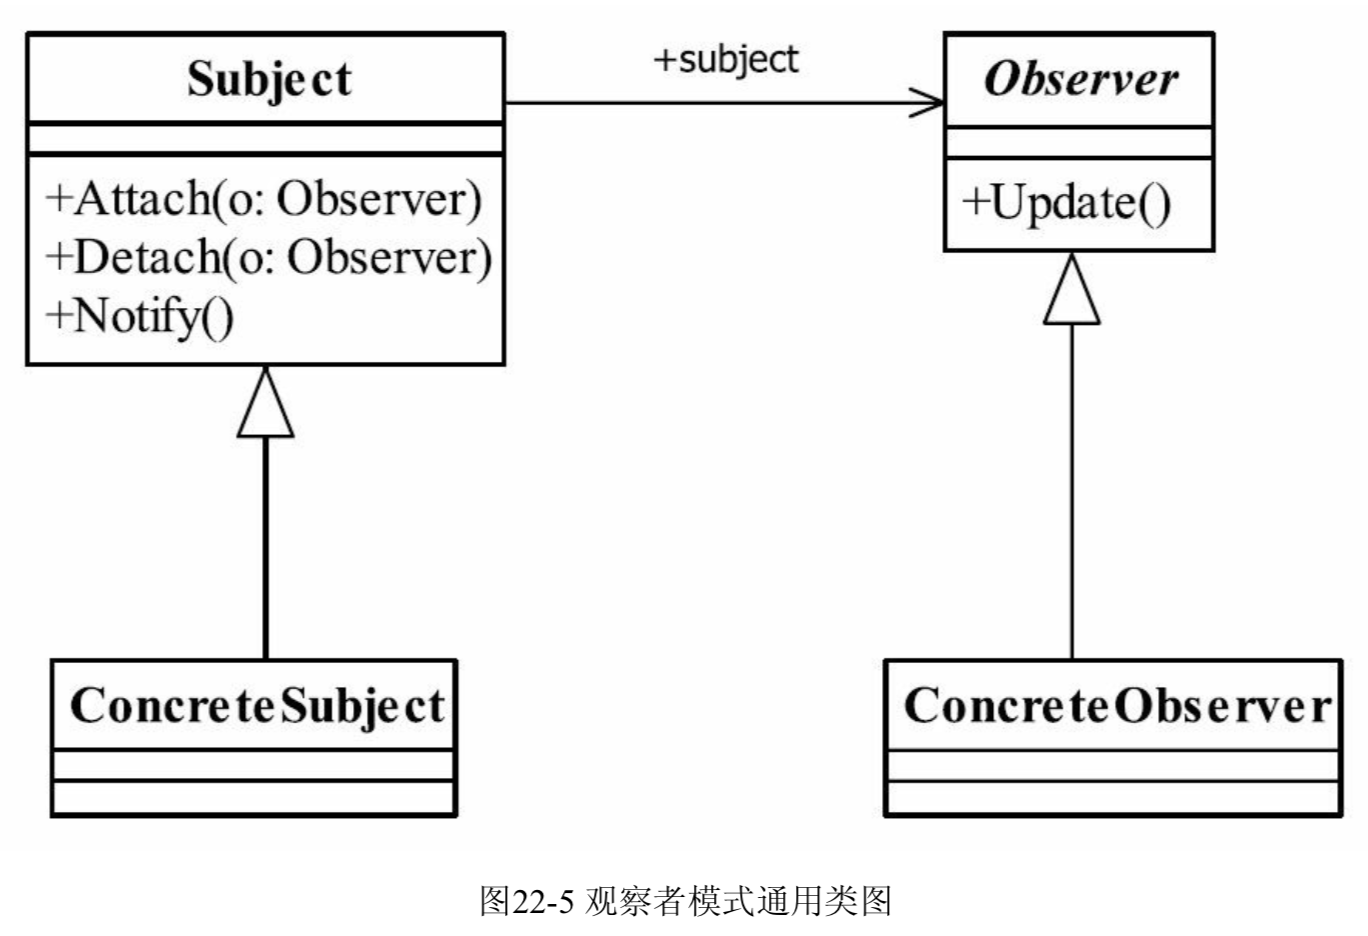 Subject
+Attach(o: Observer)
+Detach(o: Observer)
+Notify()
+subject
Observer
+Update()
ConcreteSubject
ConcreteObserver
图22-5 观察者模式通用类图